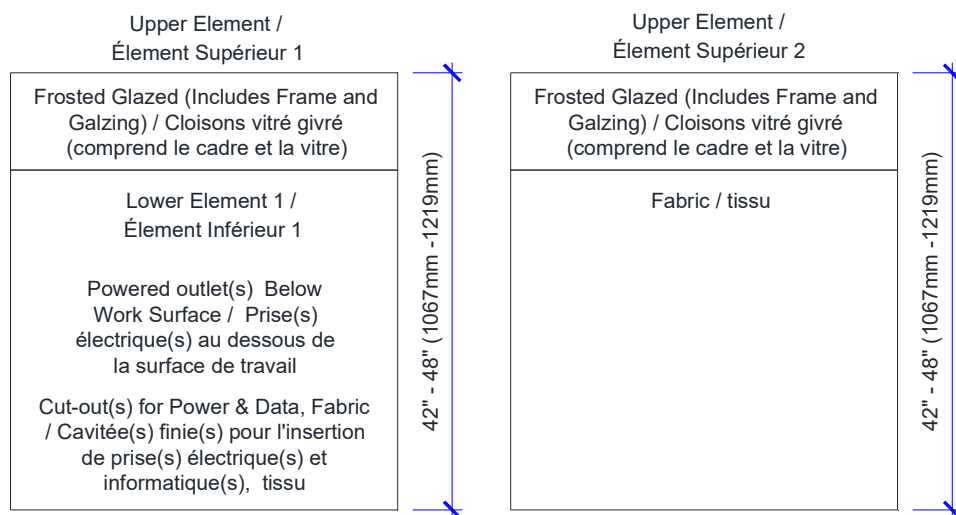 Upper Element /
Élement Supérieur 1
Frosted Glazed (Includes Frame and
Galzing) / Cloisons vitré givré
(comprend le cadre et la vitre)
Lower Element 1 /
Élement Inférieur 1
Powered outlet(s) Below
Work Surface / Prise(s)
électrique(s) au dessous de
la surface de travail
Cut-out(s) for Power & Data, Fabric
/ Cavitée(s) finie(s) pour l'insertion
de prise(s) électrique(s) et
informatique(s), tissu
42" - 48" (1067mm -1219mm)
Upper Element /
Élement Supérieur 2
Frosted Glazed (Includes Frame and
Galzing) / Cloisons vitré givré
(comprend le cadre et la vitre)
Fabric / tissu
42" - 48" (1067mm -1219mm)